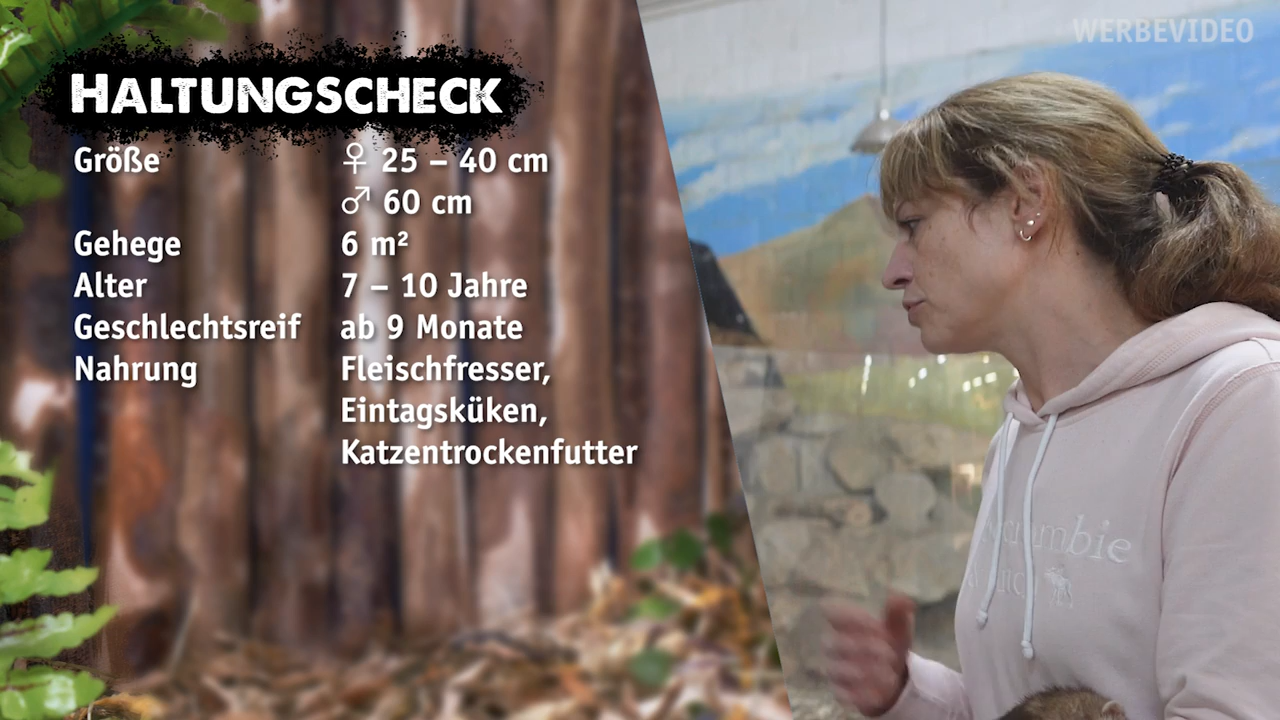 WERBEVIDEO
HALTUNGSCHECK
Größe ♀ 25 – 40 cm
♂ 60 cm
Gehege 6 m²
Alter 7 – 10 Jahre
Geschlechtsreif ab 9 Monate
Nahrung Fleischfresser,
Eintagsküken,
Katzentrockenfutter